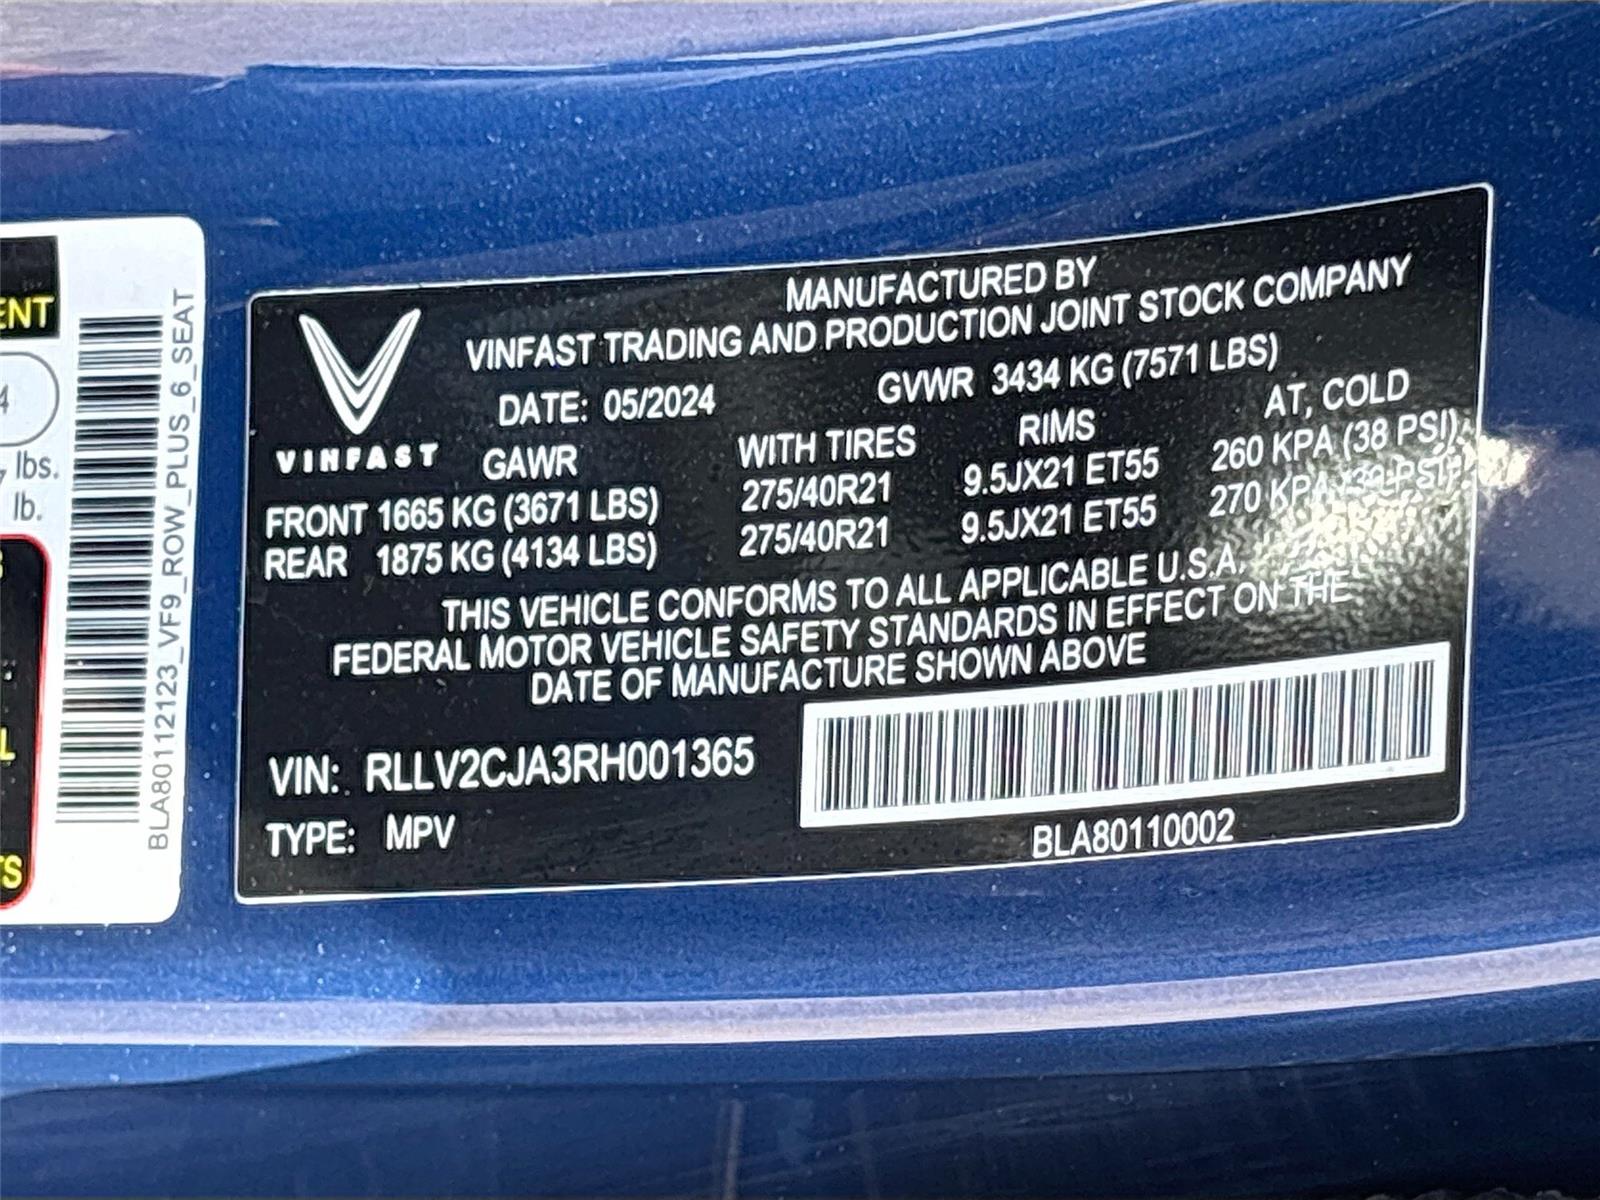 ENT
4
lbs.
lb.
L
TS
BLA80112123_VF9_ROW_PLUS_6_SEAT
MANUFACTURED BY
VINFAST TRADING AND PRODUCTION JOINT STOCK COMPANY
DATE: 05/2024 GVWR 3434 KG (7571 LBS)
VINFAST
GAWR WITH TIRES RIMS AT, COLD
FRONT 1665 KG (3671 LBS) 275/40R21 9.5JX21 ET55 260 KPA (38 PSI)
REAR 1875 KG (4134 LBS) 275/40R21 9.5JX21 ET55 270 KPA (39 PSI)
THIS VEHICLE CONFORMS TO ALL APPLICABLE U.S.A.
FEDERAL MOTOR VEHICLE SAFETY STANDARDS IN EFFECT ON THE
DATE OF MANUFACTURE SHOWN ABOVE
VIN: RLLV2CJA3RH001365
TYPE: MPV
BLA80110002